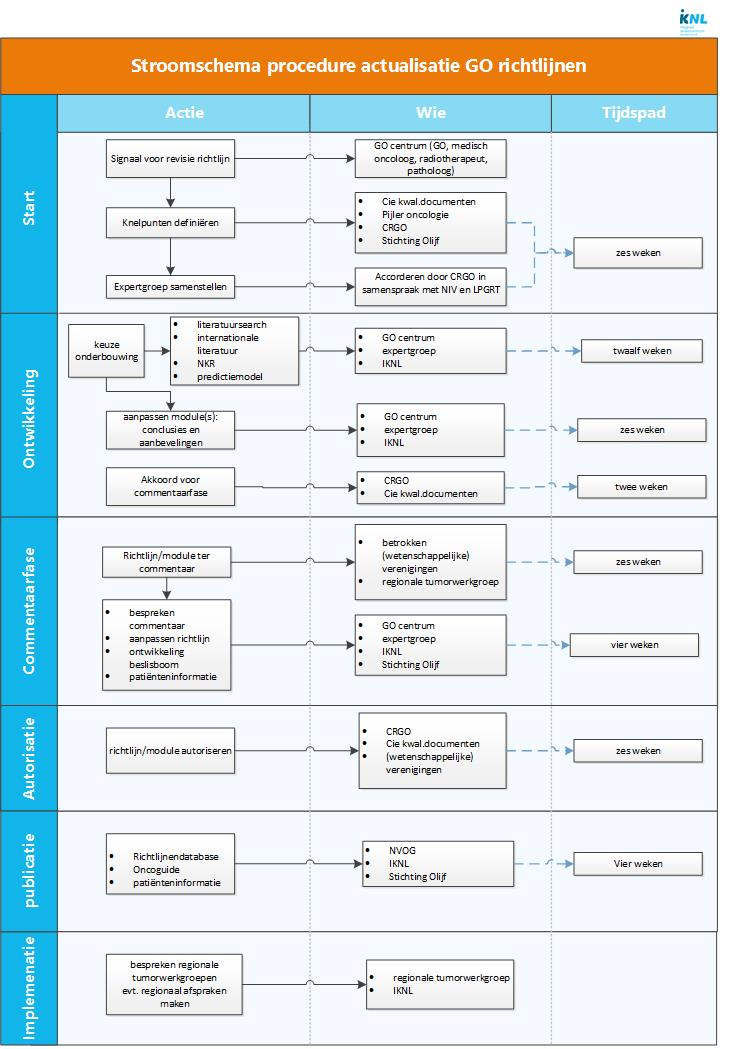 iKNL
Stroomschema procedure actualisatie GO richtlijnen
Actie
Wie
Tijdspad
Start
Signaal voor revisie richtlijn
GO centrum (GO, medisch
oncoloog, radiotherapeut,
patholoog)
Knelpunten definiëren
• Cie kwal.documenten
• Pijler oncologie
• CRGO
• Stichting Olijf
zes weken
Expertgroep samenstellen
Accorderen door CRGO in
samenspraak met NIV en LPGRT
Ontwikkeling
keuze
onderbouwing
• literatuursearch
• internationale
literatuur
• NKR
• predictiemodel
• GO centrum
• expertgroep
• IKNL
twaalf weken
aanpassen module(s):
conclusies en
aanbevelingen
• GO centrum
• expertgroep
• IKNL
zes weken
Akkoord voor
commentaarfase
• CRGO
• Cie kwal.documenten
twee weken
Commentaarfase
Richtlijn/module ter
commentaar
• betrokken
(wetenschappelijke)
verenigingen
• regionale tumorwerkgroep
zes weken
• bespreken
commentaar
• aanpassen richtlijn
• ontwikkeling
• beslisboom
• patiënteninformatie
• GO centrum
• expertgroep
• IKNL
• Stichting Olijf
vier weken
Autorisatie
richtlijn/module autoriseren
• CRGO
• Cie kwal.documenten
• (wetenschappelijke)
verenigingen
zes weken
publicatie
• Richtlijnendatabase
• Oncoguide
• patiënteninformatie
• NVOG
• IKNL
• Stichting Olijf
Vier weken
Implemenatie
bespreken regionale
tumorwerkgroepen
evt. regionaal afspraken
maken
• regionale tumorwerkgroep
• IKNL